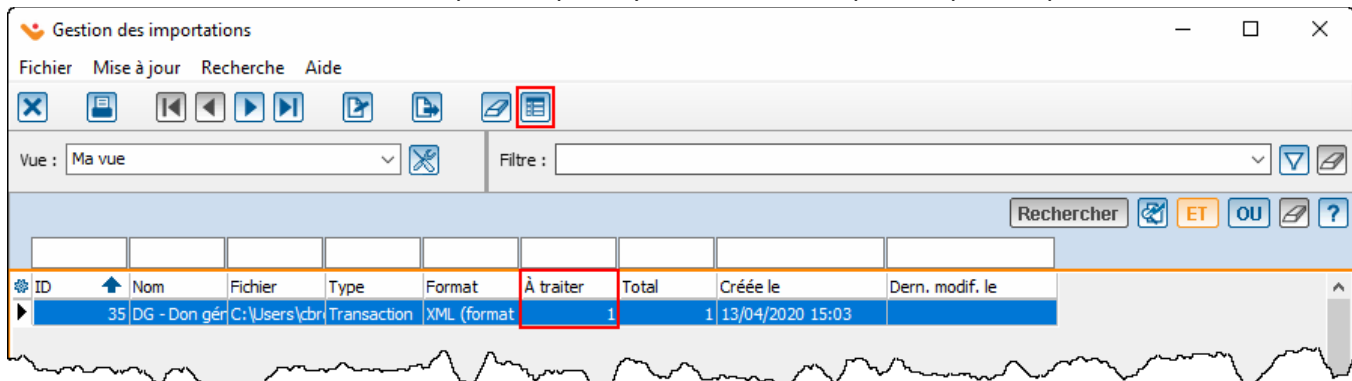 Gestion des importations
Fichier Mise à jour Recherche Aide
Vue : Ma vue Filtre :
Rechercher ET OU ?
ID Nom Fichier Type Format À traiter Total Créée le Dern. modif. le
35 DG - Don gér C:\Users\cbr Transaction XML (format 1 1 13/04/2020 15:03